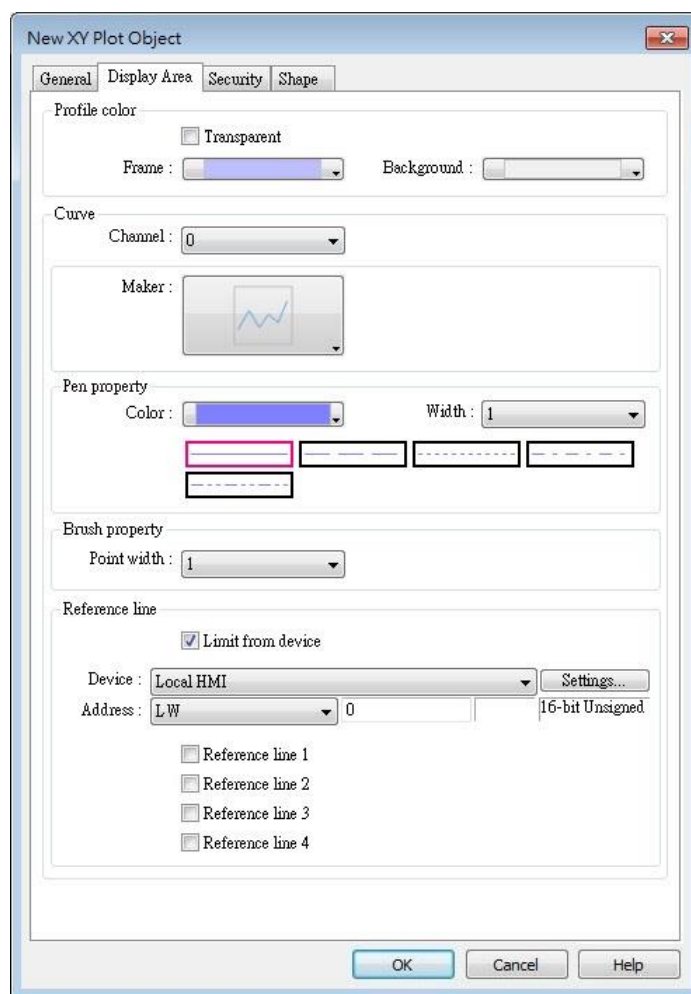 New XY Plot Object
General Display Area Security Shape
Profile color
Transparent
Frame : Background :
Curve
Channel : 0
Maker :
Pen property
Color : Width : 1
Brush property
Point width : 1
Reference line
Limit from device
Device : Local HMI Settings...
Address : LW 0 16-bit Unsigned
Reference line 1
Reference line 2
Reference line 3
Reference line 4
OK Cancel Help